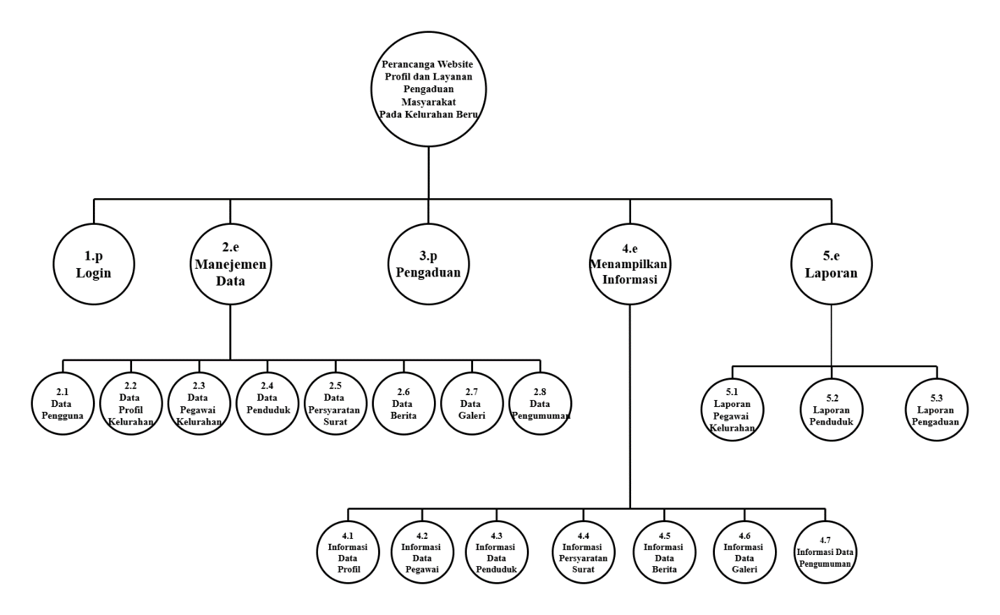 Perancanga Website
Profil dan Layanan
Pengaduan
Masyarakat
Pada Kelurahan Beru
1.p
Login
2.e
Manejemen
Data
3.p
Pengaduan
4.e
Menampilkan
Informasi
5.e
Laporan
2.1
Data
Pengguna
2.2
Data
Profil
Kelurahan
2.3
Data
Pegawai
Kelurahan
2.4
Data
Penduduk
2.5
Data
Persyaratan
Surat
2.6
Data
Berita
2.7
Data
Galeri
2.8
Data
Pengumuman
5.1
Laporan
Pegawai
Kelurahan
5.2
Laporan
Penduduk
5.3
Laporan
Pengaduan
4.1
Informasi
Data
Profil
4.2
Informasi
Data
Pegawai
4.3
Informasi
Data
Penduduk
4.4
Informasi
Persyaratan
Surat
4.5
Informasi
Data
Berita
4.6
Informasi
Data
Galeri
4.7
Informasi Data
Pengumuman